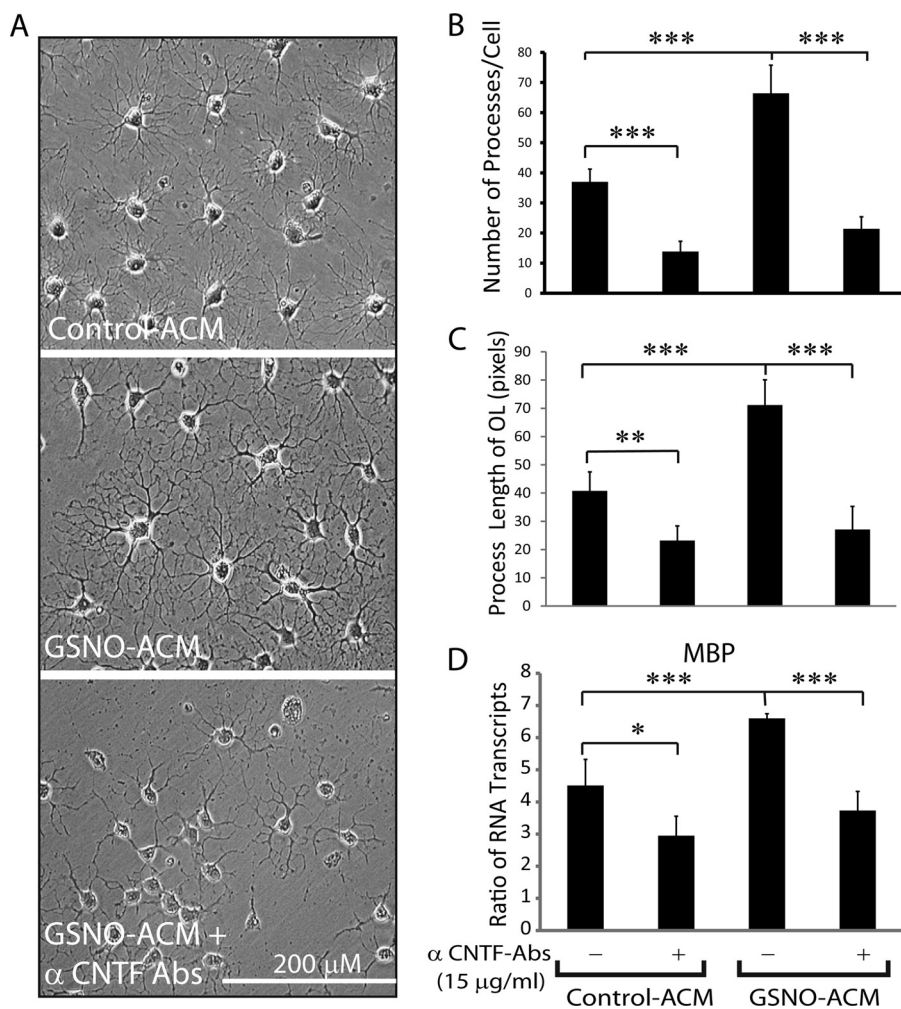 A
Control-ACM
GSNO-ACM
GSNO-ACM +
α CNTF Abs
200 μM
B
Number of Processes/Cell
80
70
60
50
40
30
20
10
0
***
***
***
C
Process Length of OL (pixels)
90
80
70
60
50
40
30
20
10
0
***
***
**
D
MBP
Ratio of RNA Transcripts
8
7
6
5
4
3
2
1
0
***
***
*
α CNTF-Abs − + − +
(15 μg/ml)
Control-ACM GSNO-ACM